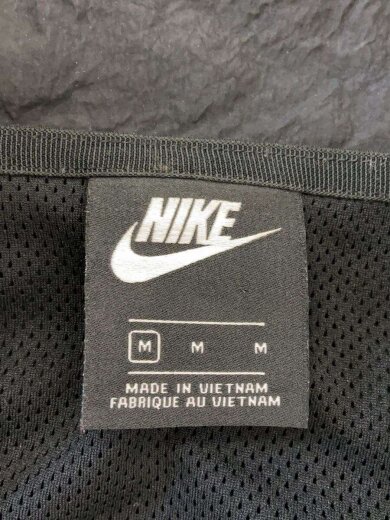 NIKE
M M M
MADE IN VIETNAM
FABRIQUE AU VIETNAM